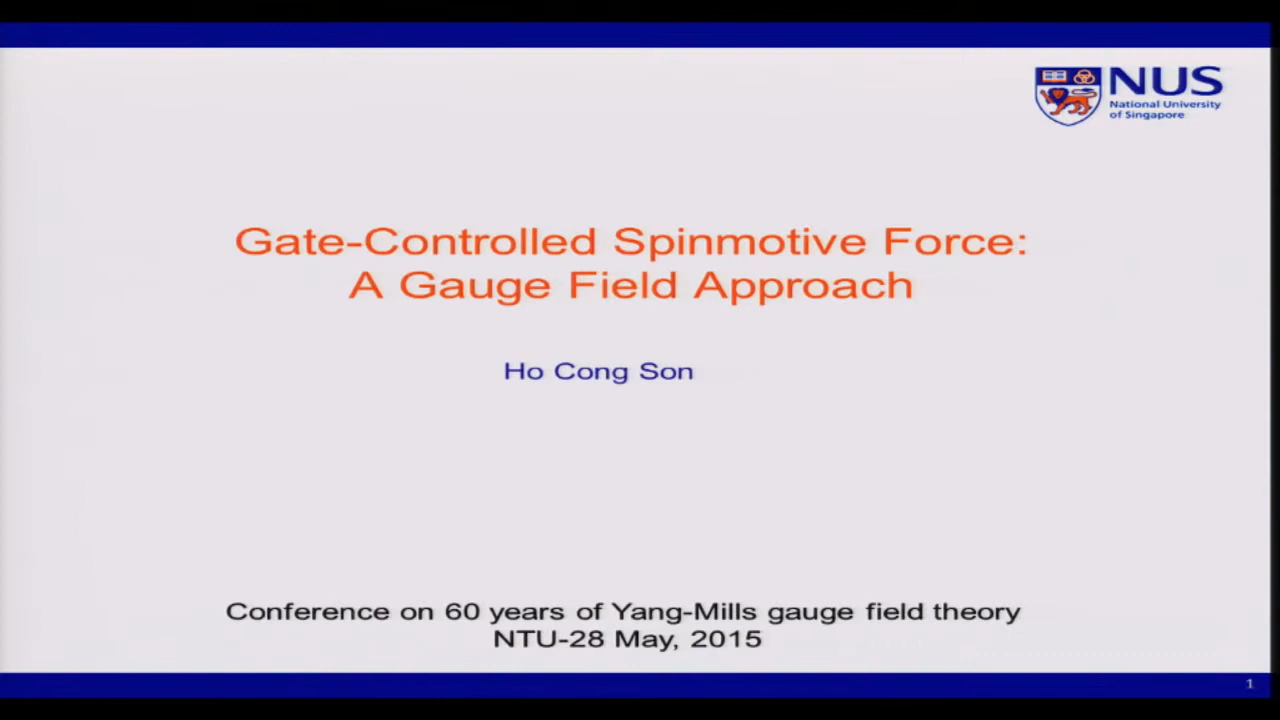 NUS
National University
of Singapore
Gate-Controlled Spinmotive Force:
A Gauge Field Approach
Ho Cong Son
Conference on 60 years of Yang-Mills gauge field theory
NTU-28 May, 2015
1